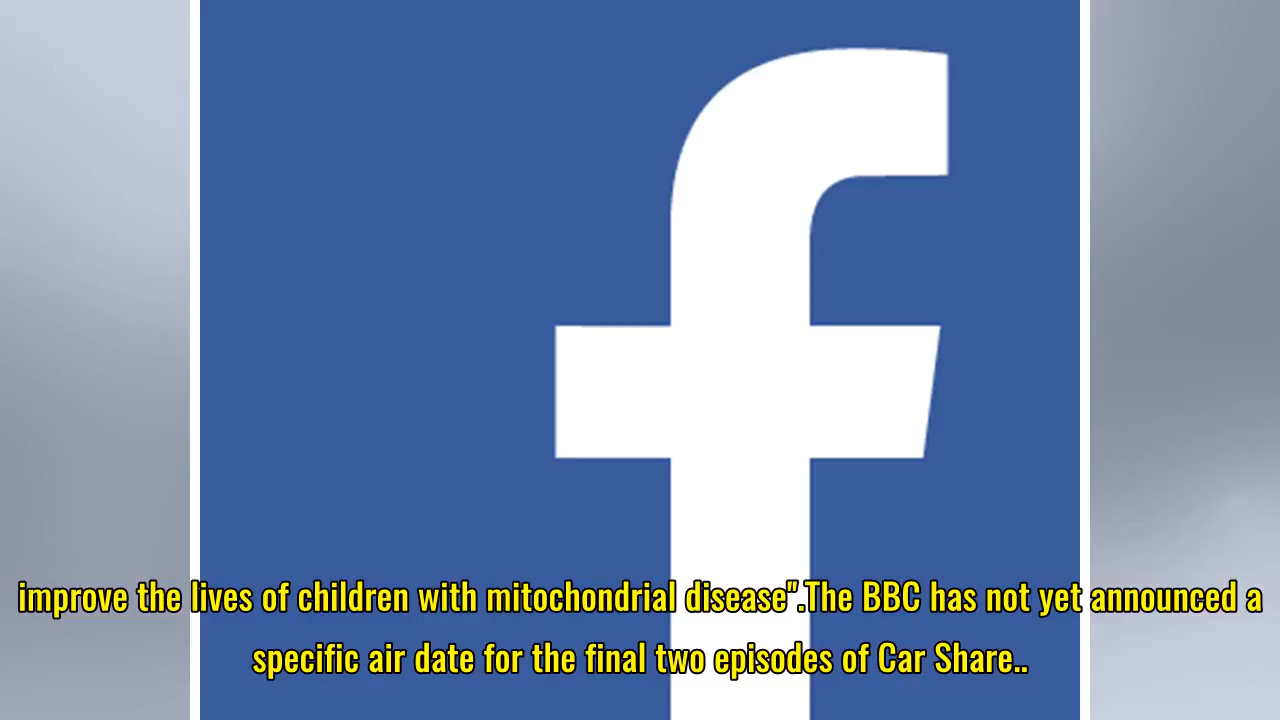 improve the lives of children with mitochondrial disease".The BBC has not yet announced a
specific air date for the final two episodes of Car Share..